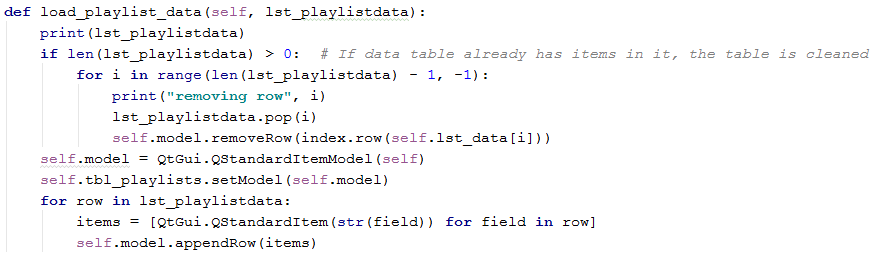 def load_playlist_data(self, lst_playlistdata):
    print(lst_playlistdata)
    if len(lst_playlistdata) > 0:  # If data table already has items in it, the table is cleaned
        for i in range(len(lst_playlistdata) - 1, -1):
            print("removing row", i)
            lst_playlistdata.pop(i)
            self.model.removeRow(index.row(self.lst_data[i]))
    self.model = QtGui.QStandardItemModel(self)
    self.tbl_playlists.setModel(self.model)
    for row in lst_playlistdata:
        items = [QtGui.QStandardItem(str(field)) for field in row]
        self.model.appendRow(items)